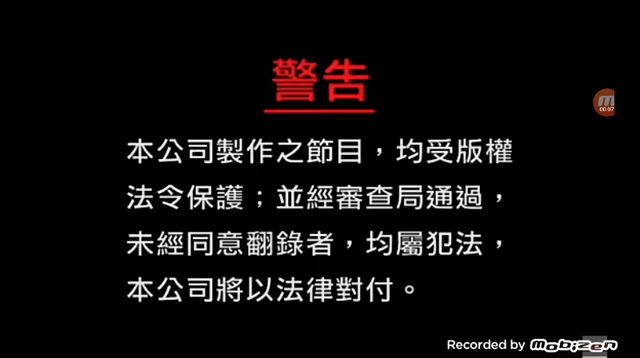 警告
本公司製作之節目，均受版權
法令保護；並經審查局通過，
未經同意翻錄者，均屬犯法，
本公司將以法律對付。
00:07
Recorded by Mobizen